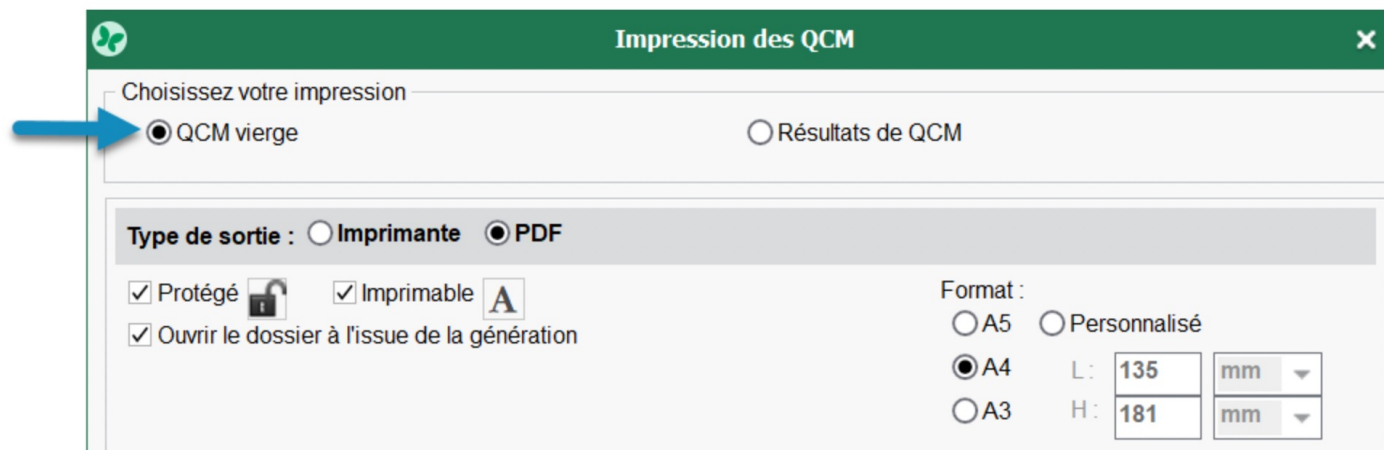 Impression des QCM
Choisissez votre impression
QCM vierge Résultats de QCM
Type de sortie : Imprimante PDF
Protégé Imprimable A Format :
A5 Personnalisé
Ouvrir le dossier à l'issue de la génération
A4 L : 135 mm
A3 H : 181 mm